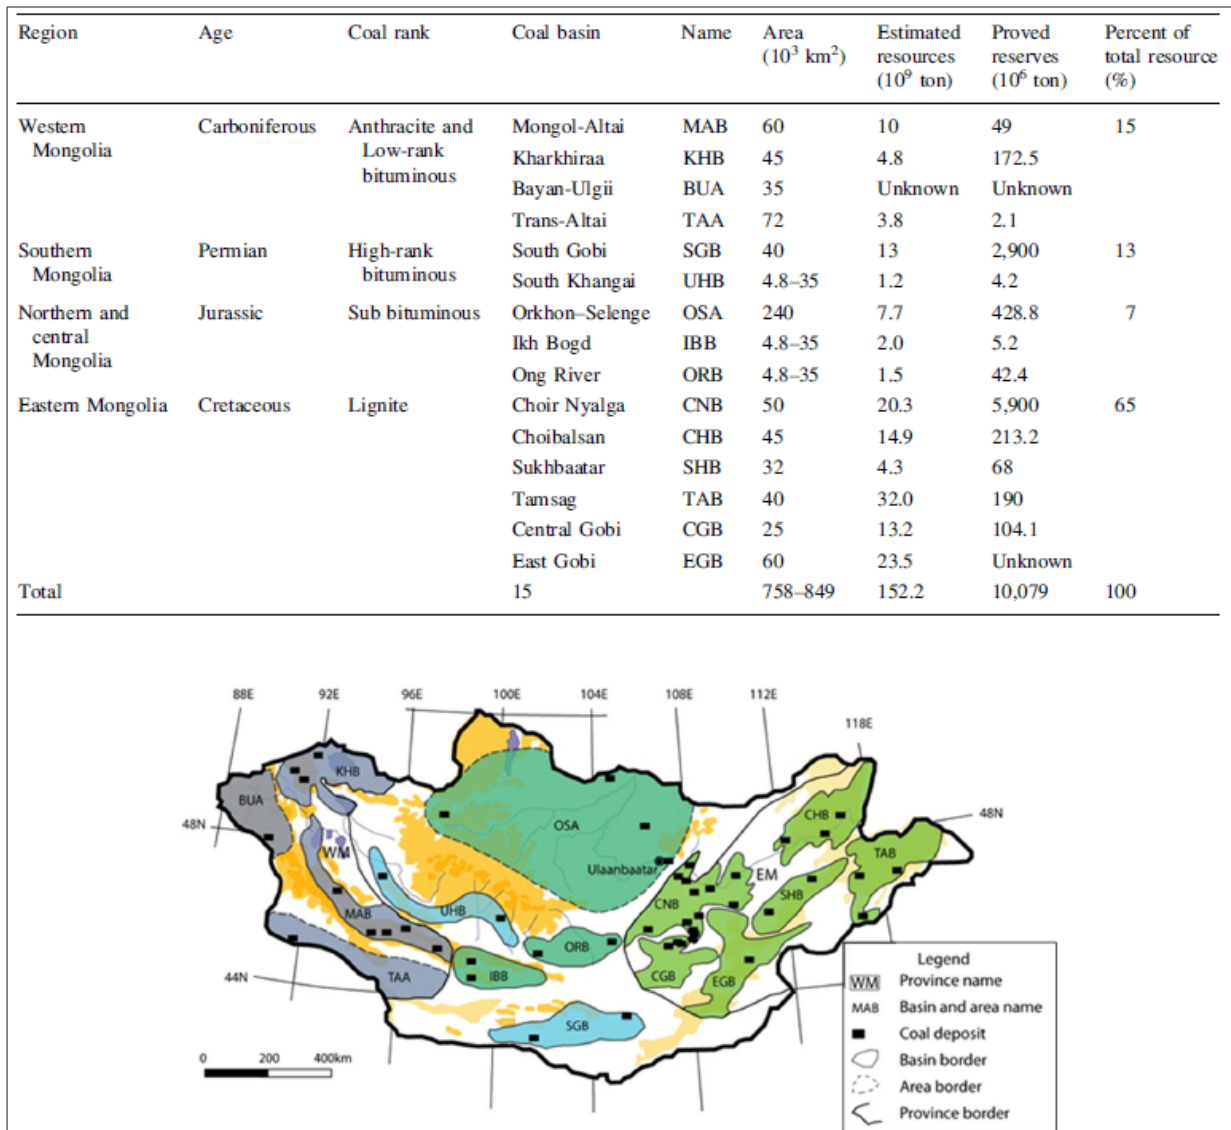 Region Age Coal rank Coal basin Name Area Estimated Proved Percent of
(10³ km²) resources reserves total resource
(10⁹ ton) (10⁶ ton) (%)
Western Carboniferous Anthracite and Mongol-Altai MAB 60 10 49 15
Mongolia Low-rank Kharkhiraa KHB 45 4.8 172.5
bituminous Bayan-Ulgii BUA 35 Unknown Unknown
Trans-Altai TAA 72 3.8 2.1
Southern Permian High-rank South Gobi SGB 40 13 2,900 13
Mongolia bituminous South Khangai UHB 4.8–35 1.2 4.2
Northern and Jurassic Sub bituminous Orkhon–Selenge OSA 240 7.7 428.8 7
central Ikh Bogd IBB 4.8–35 2.0 5.2
Mongolia Ong River ORB 4.8–35 1.5 42.4
Eastern Mongolia Cretaceous Lignite Choir Nyalga CNB 50 20.3 5,900 65
Choibalsan CHB 45 14.9 213.2
Sukhbaatar SHB 32 4.3 68
Tamsag TAB 40 32.0 190
Central Gobi CGB 25 13.2 104.1
East Gobi EGB 60 23.5 Unknown
Total 15 758–849 152.2 10,079 100
88E 92E 96E 100E 104E 108E 112E
118E
KHB
BUA
48N
OSA
CHB
48N
WM
Ulaanbaatar
EM
TAB
MAB
UHB
CNB
SHB
ORB
44N
TAA
IBB
CGB
EGB
SGB
Legend
WM Province name
MAB Basin and area name
Coal deposit
Basin border
Area border
Province border
0 200 400km